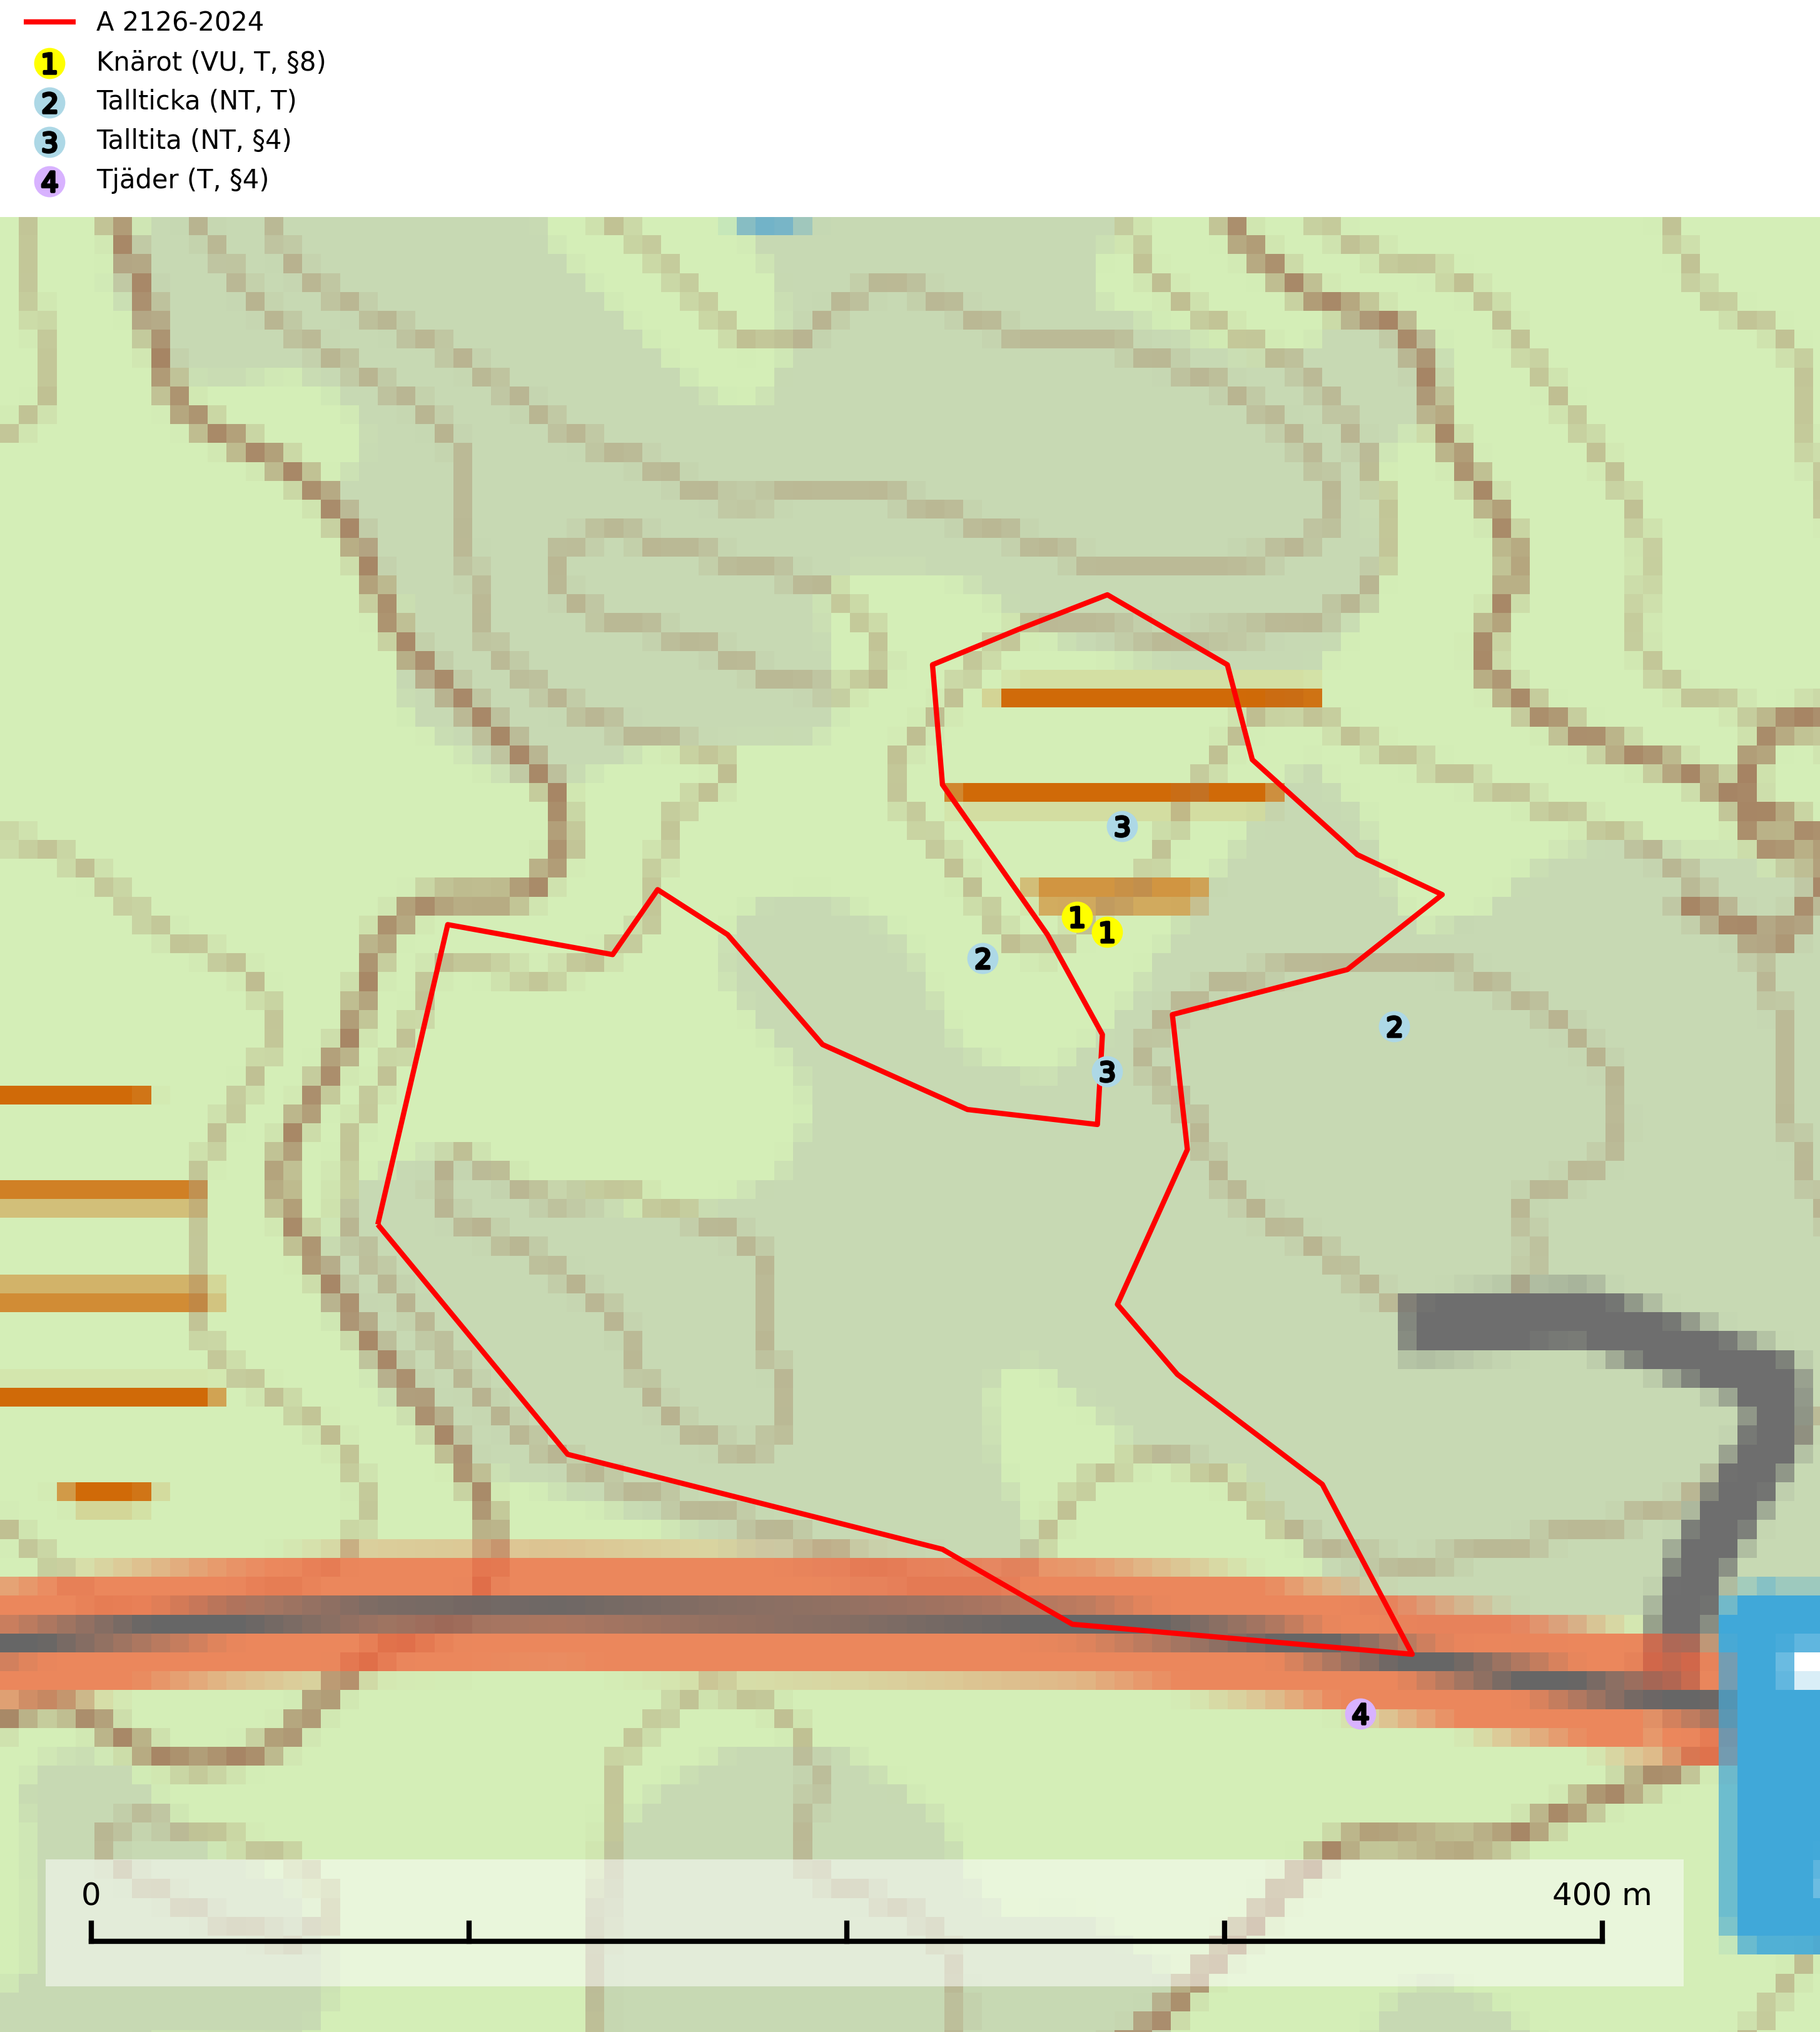 A 2126-2024
1 Knärot (VU, T, §8)
2 Tallticka (NT, T)
3 Talltita (NT, §4)
4 Tjäder (T, §4)
3
1
1
2
2
3
4
0 400 m